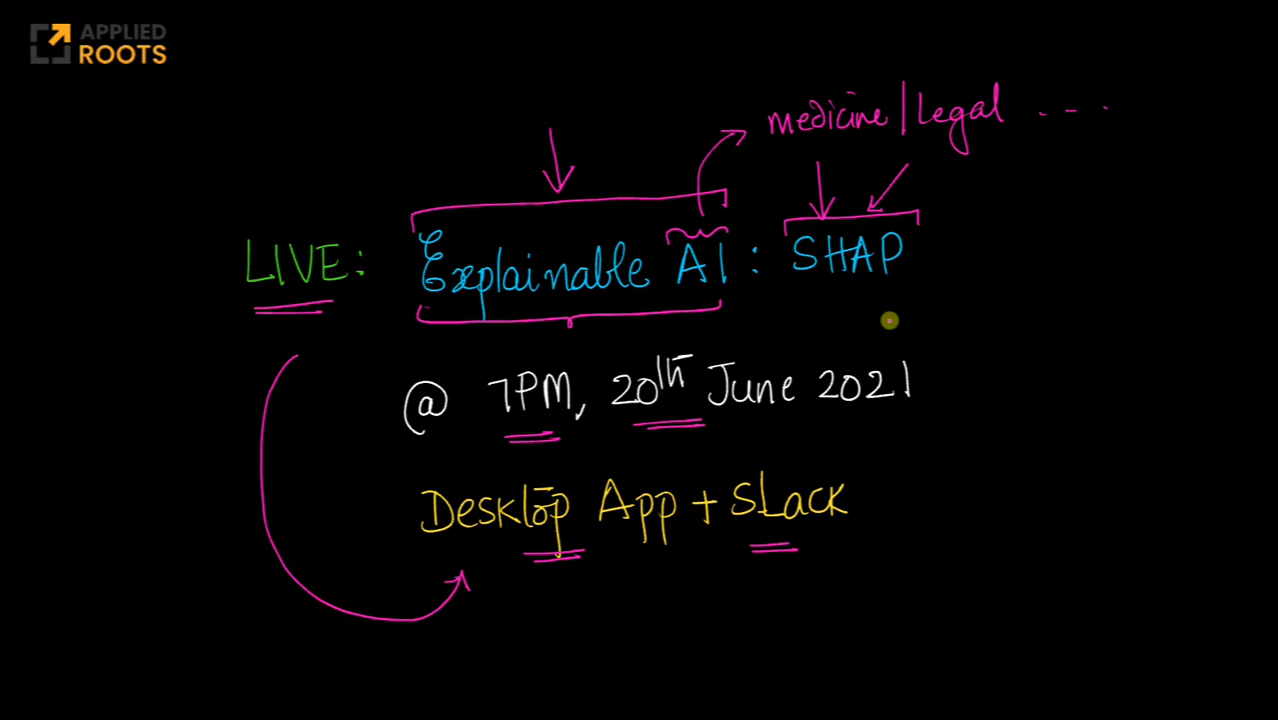 APPLIED
ROOTS
medicine/Legal ....
LIVE: Explainable AI: SHAP
@ 7PM, 20th June 2021
Desktop App + SLack